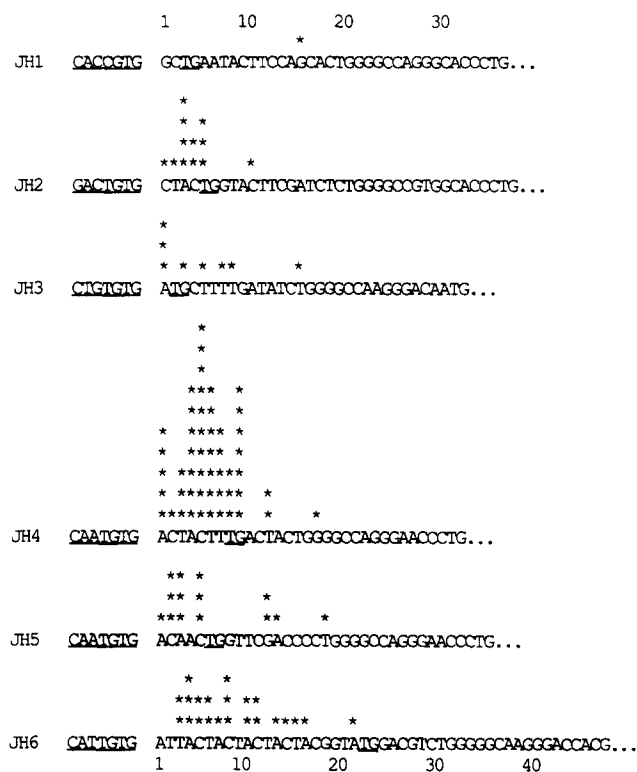 1 10 20 30
*
JH1 CACCGTG GCTGAATACTTCCAGCACTGGGGCCAGGGCACCCTG...
*
* *
***
***** *
JH2 GACTGTG CTACTGGTACTTCGATCTCTGGGGCCGTGGCACCCTG...
*
*
* * * ** *
JH3 CTGTGTG ATGCTTTTGATATCTGGGGCCAAGGGACAATG...
*
*
*
*** *
*** *
* **** *
* **** *
* *******
* ******* *
********* * *
JH4 CAATGTG ACTACTTTGACTACTGGGGCCAGGGAACCCTG...
** *
** * *
*** * ** *
JH5 CAATGTG ACAACTGGTTCGACCCCTGGGGCCAGGGAACCCTG...
* *
**** * **
****** ** **** *
JH6 CATTGTG ATTACTACTACTACTACGGTATGGACGTCTGGGGGCAAGGGACCACG...
1 10 20 30 40